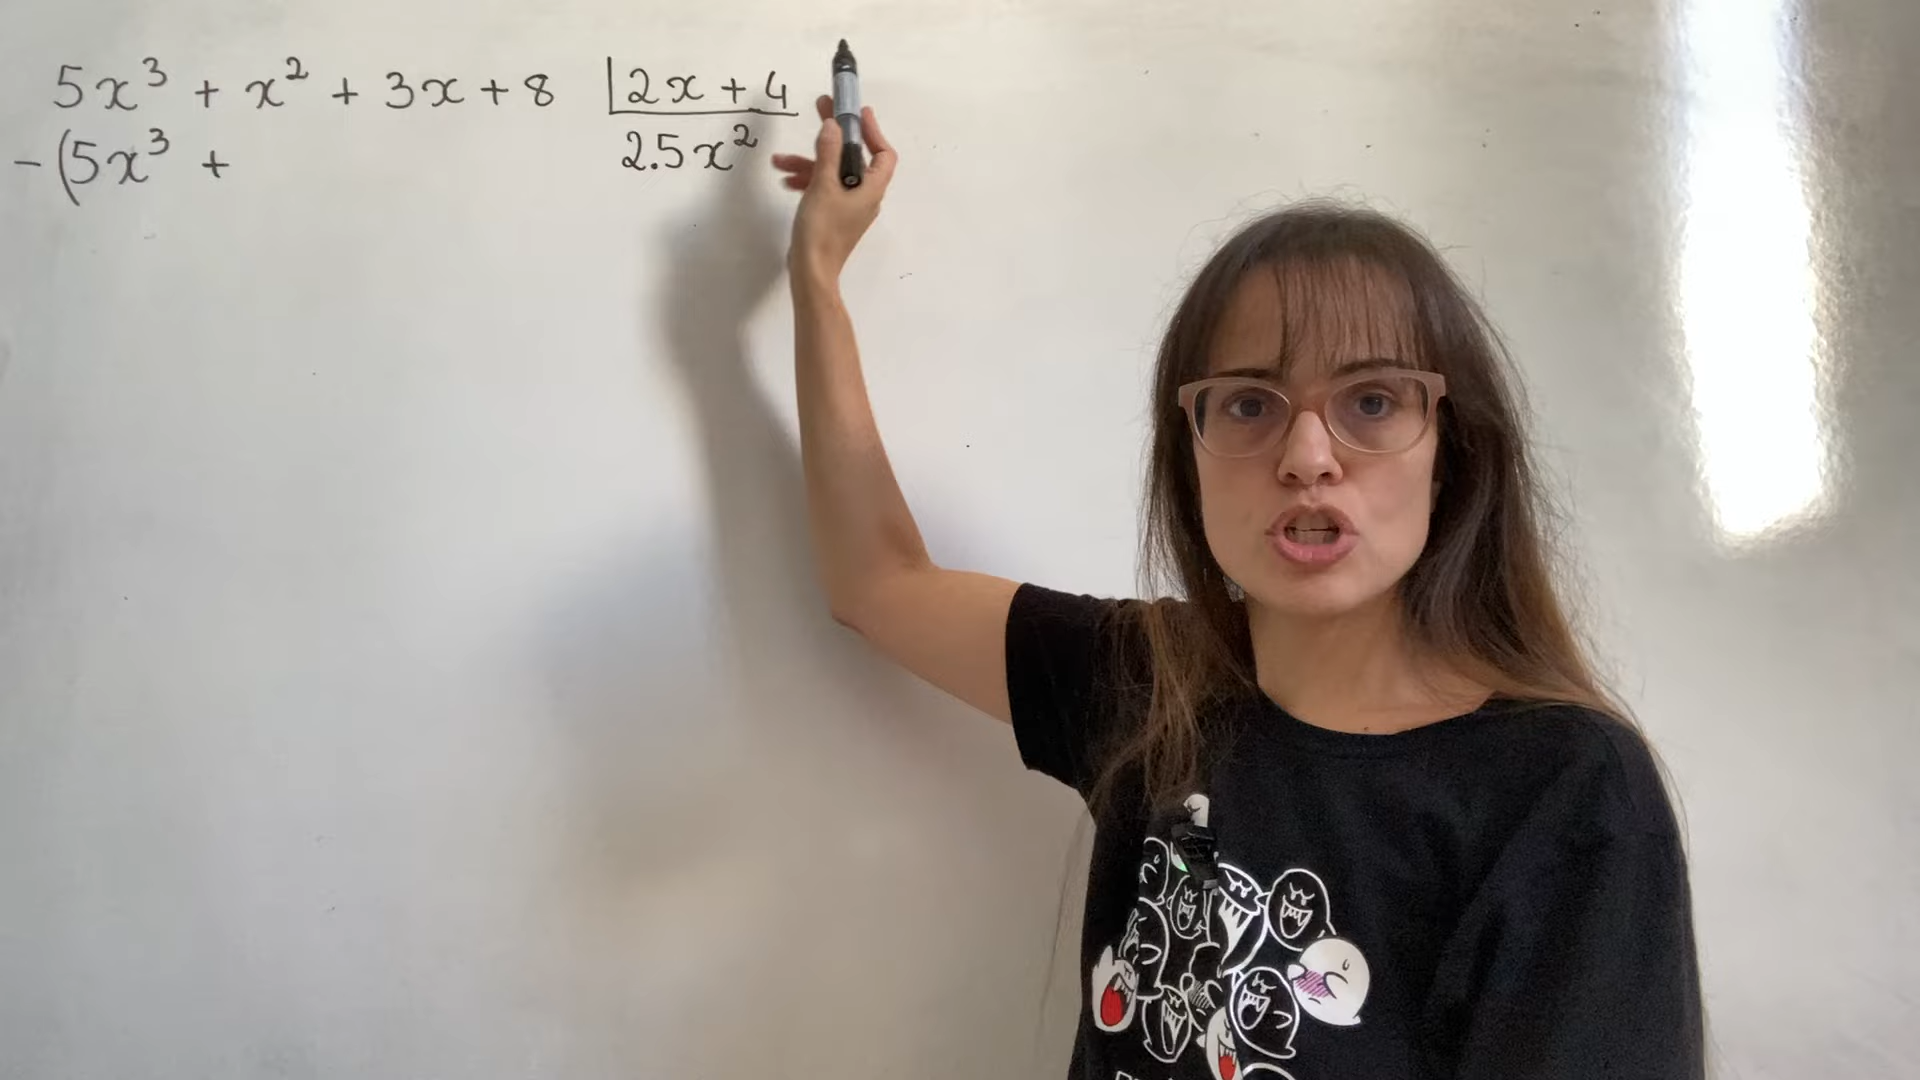 5x³ + x² + 3x + 8 |2x + 4
-(5x³ + 2.5x²